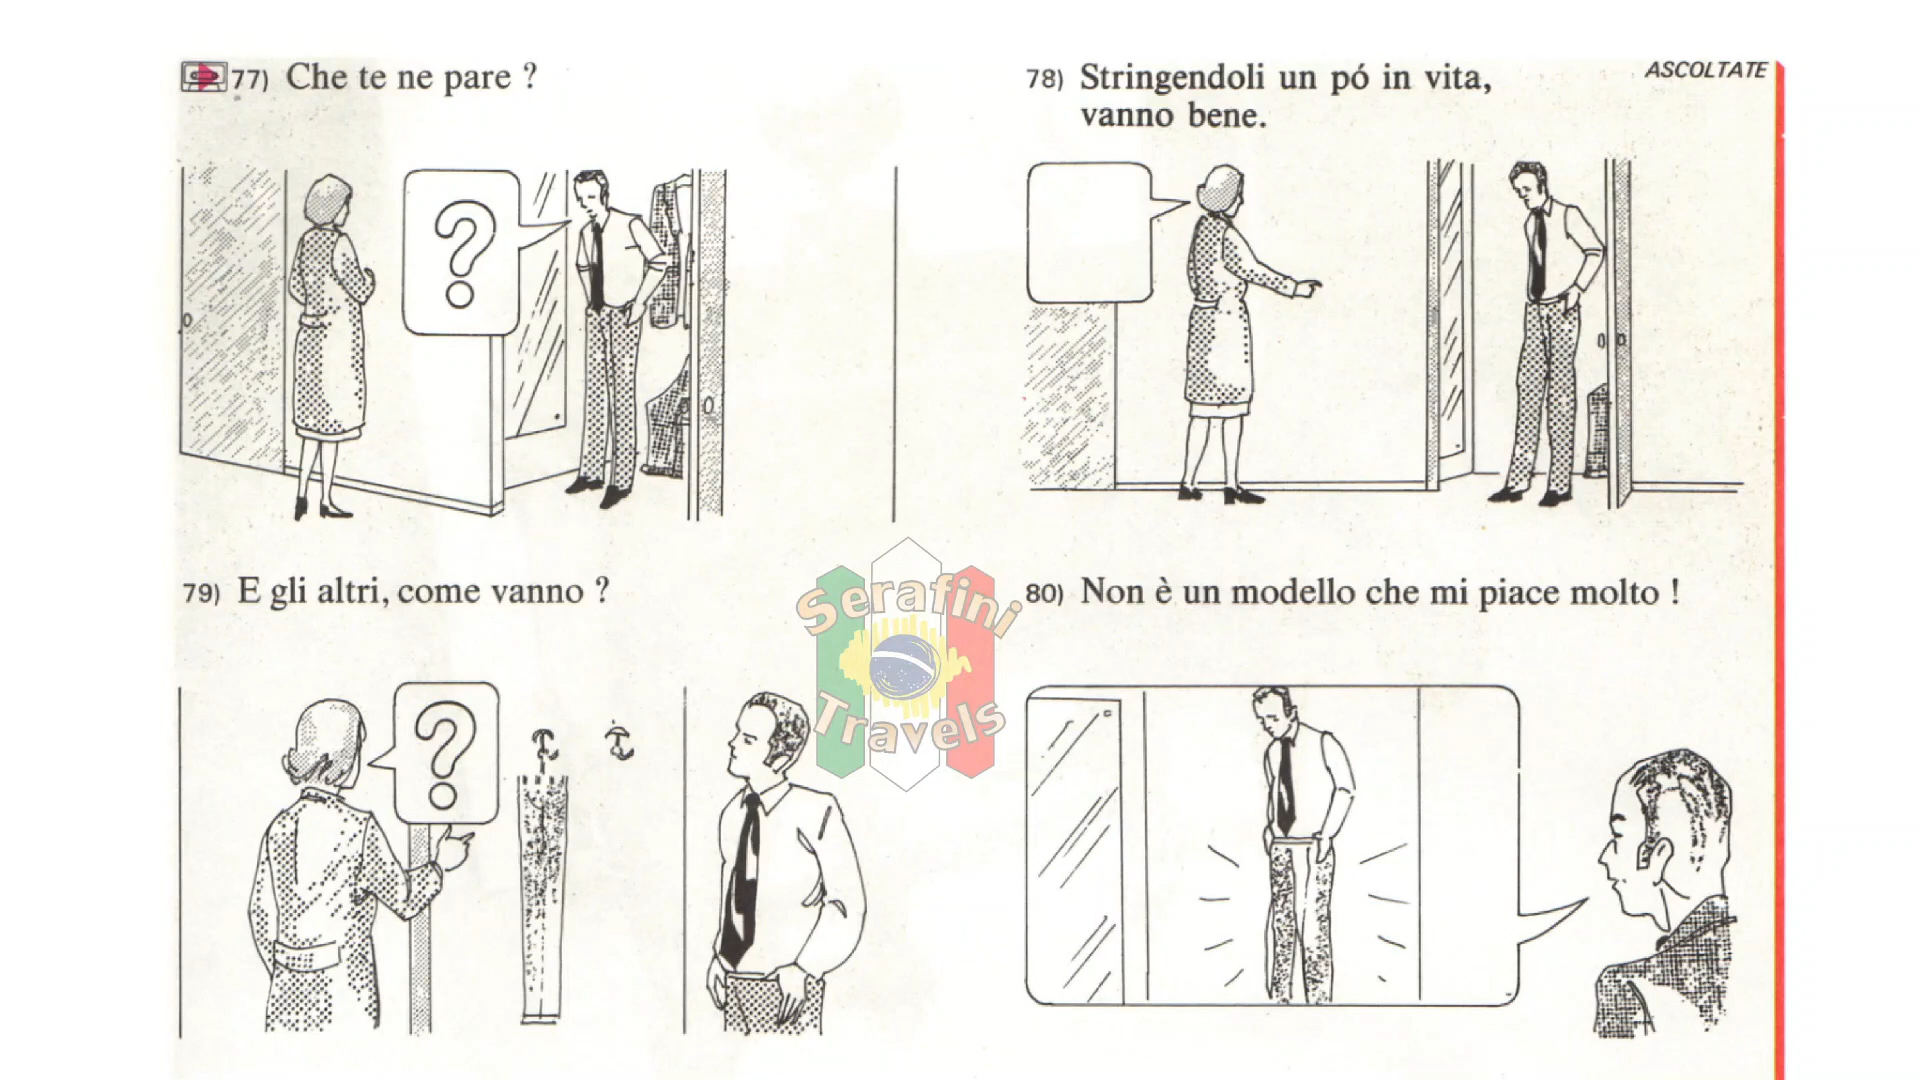 77) Che te ne pare ?
78) Stringendoli un pó in vita,
vanno bene.
ASCOLTATE
?
79) E gli altri, come vanno ?
80) Non è un modello che mi piace molto !
?
Serafini
Travels